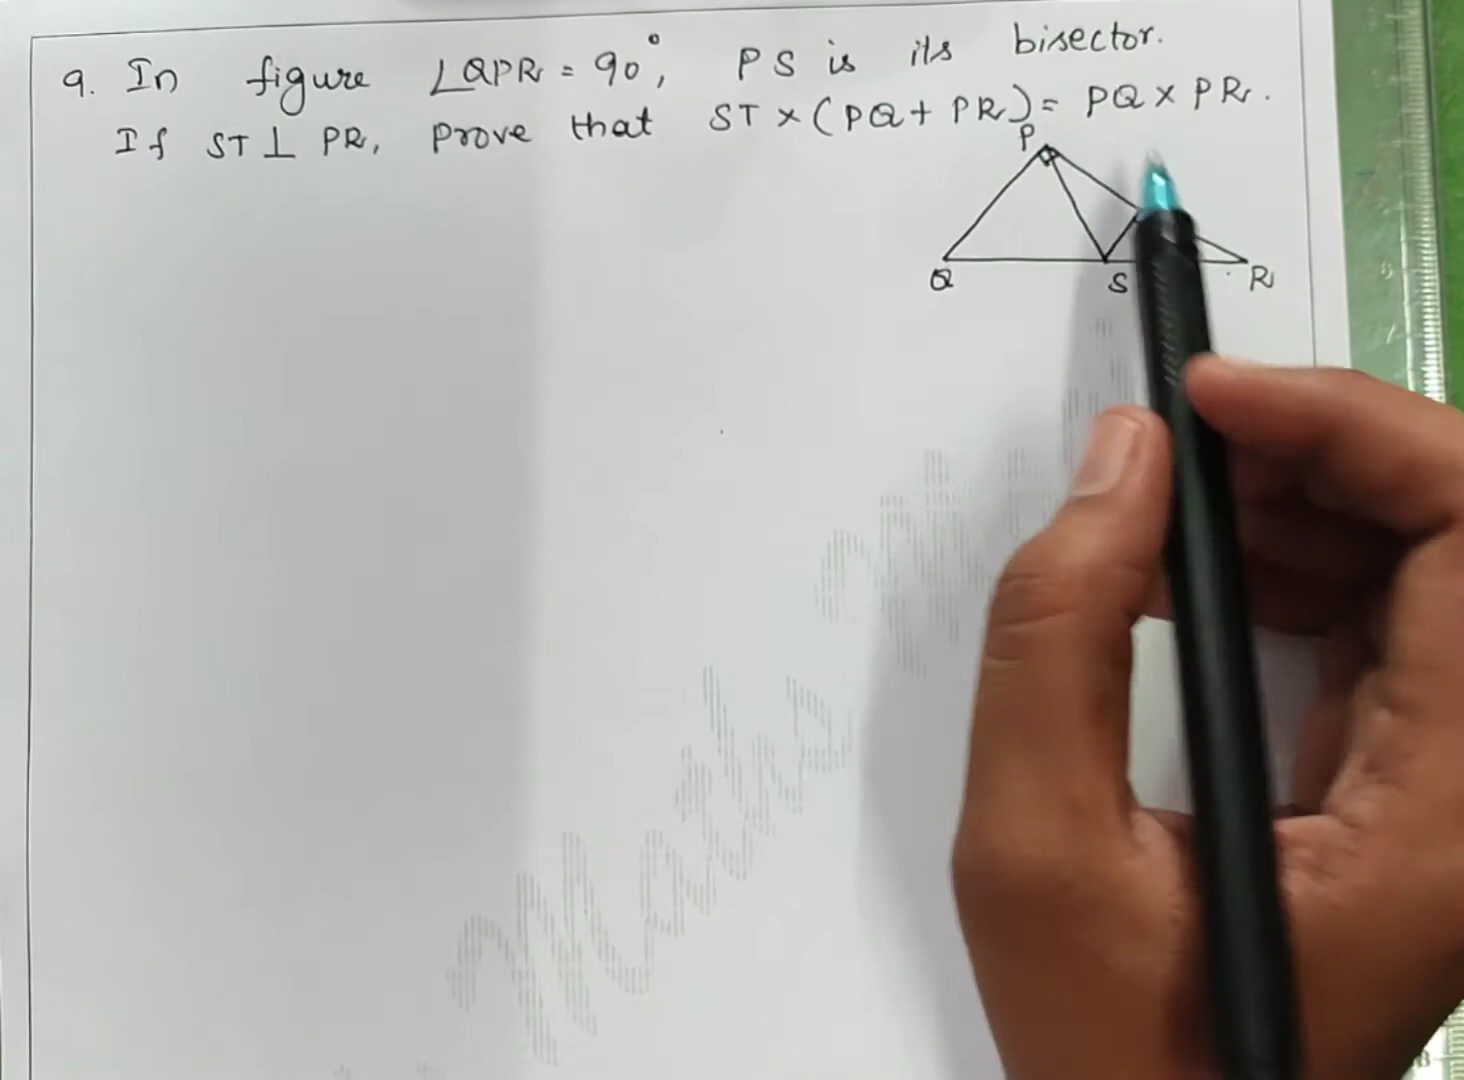 9. In figure ∠QPR = 90°, PS is its bisector.
If ST ⊥ PR, prove that ST × (PQ + PR) = PQ × PR.
P
Q S R
Maths